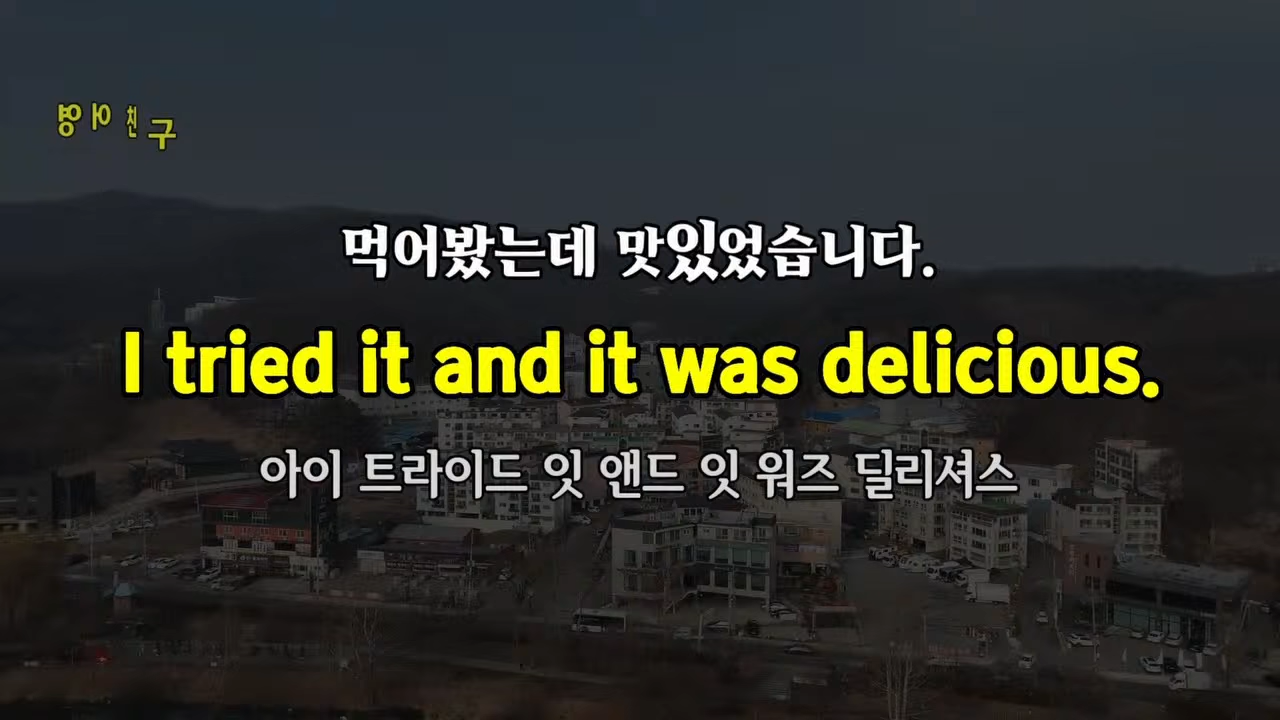 영어친구
먹어봤는데 맛있었습니다.
I tried it and it was delicious.
아이 트라이드 잇 앤드 잇 워즈 딜리셔스